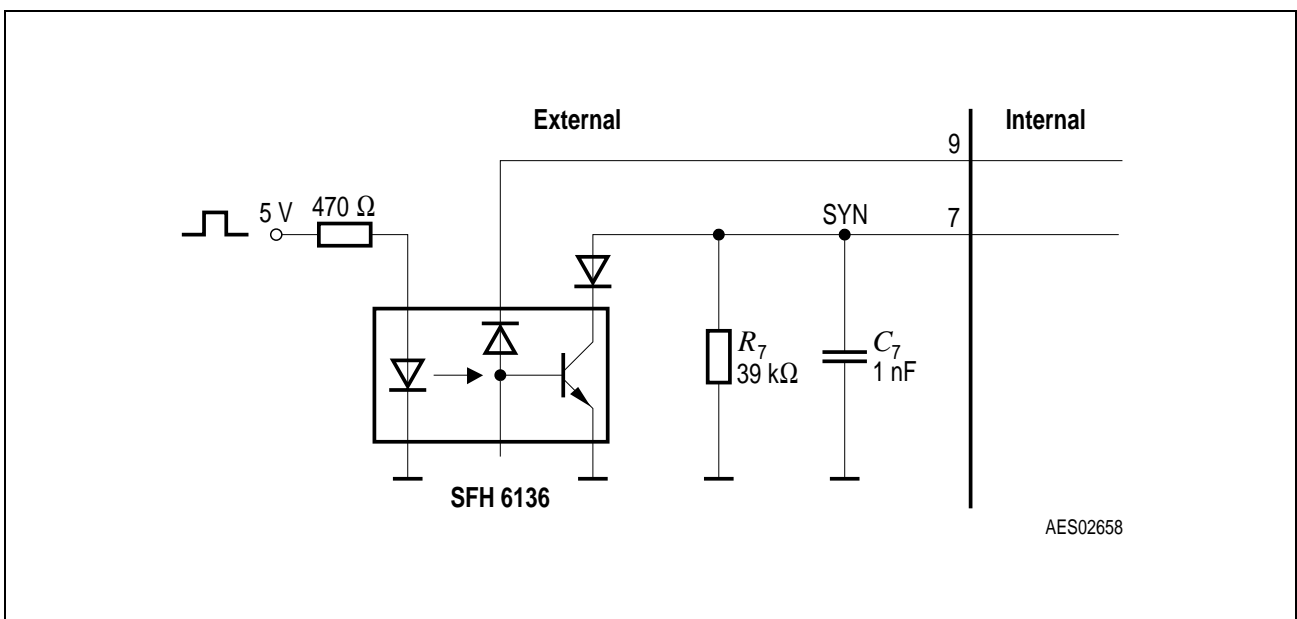 External
Internal
9
5 V
470 Ω
SYN
7
R7
39 kΩ
C7
1 nF
SFH 6136
AES02658